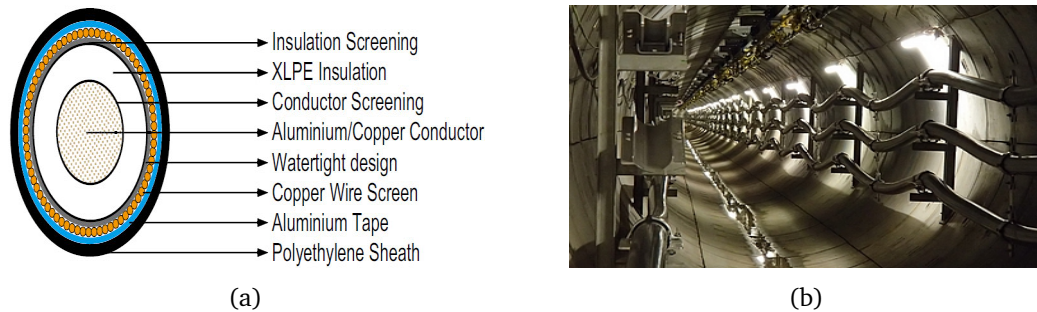 Insulation Screening
XLPE Insulation
Conductor Screening
Aluminium/Copper Conductor
Watertight design
Copper Wire Screen
Aluminium Tape
Polyethylene Sheath
(a)
(b)